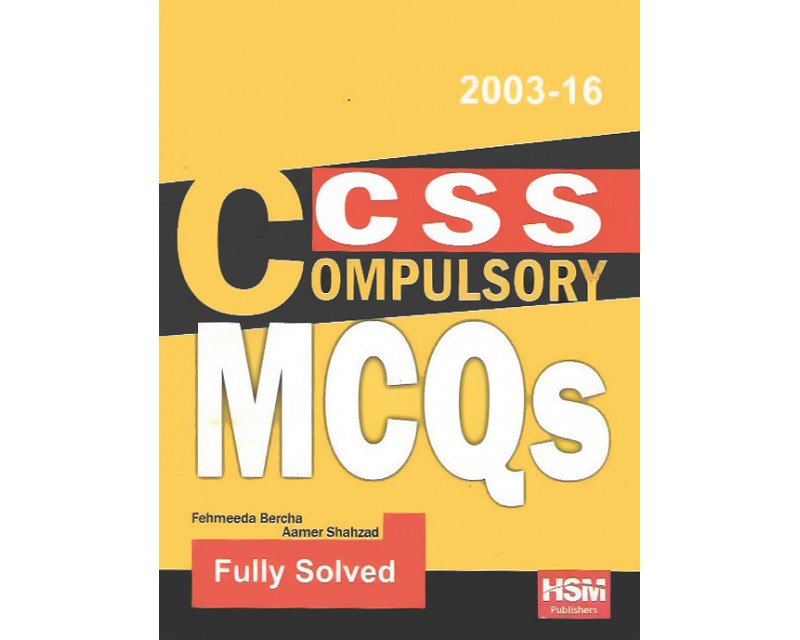 2003-16
CSS
COMPULSORY
MCQs
Fehmeeda Bercha
Aamer Shahzad
Fully Solved
HSM
Publishers